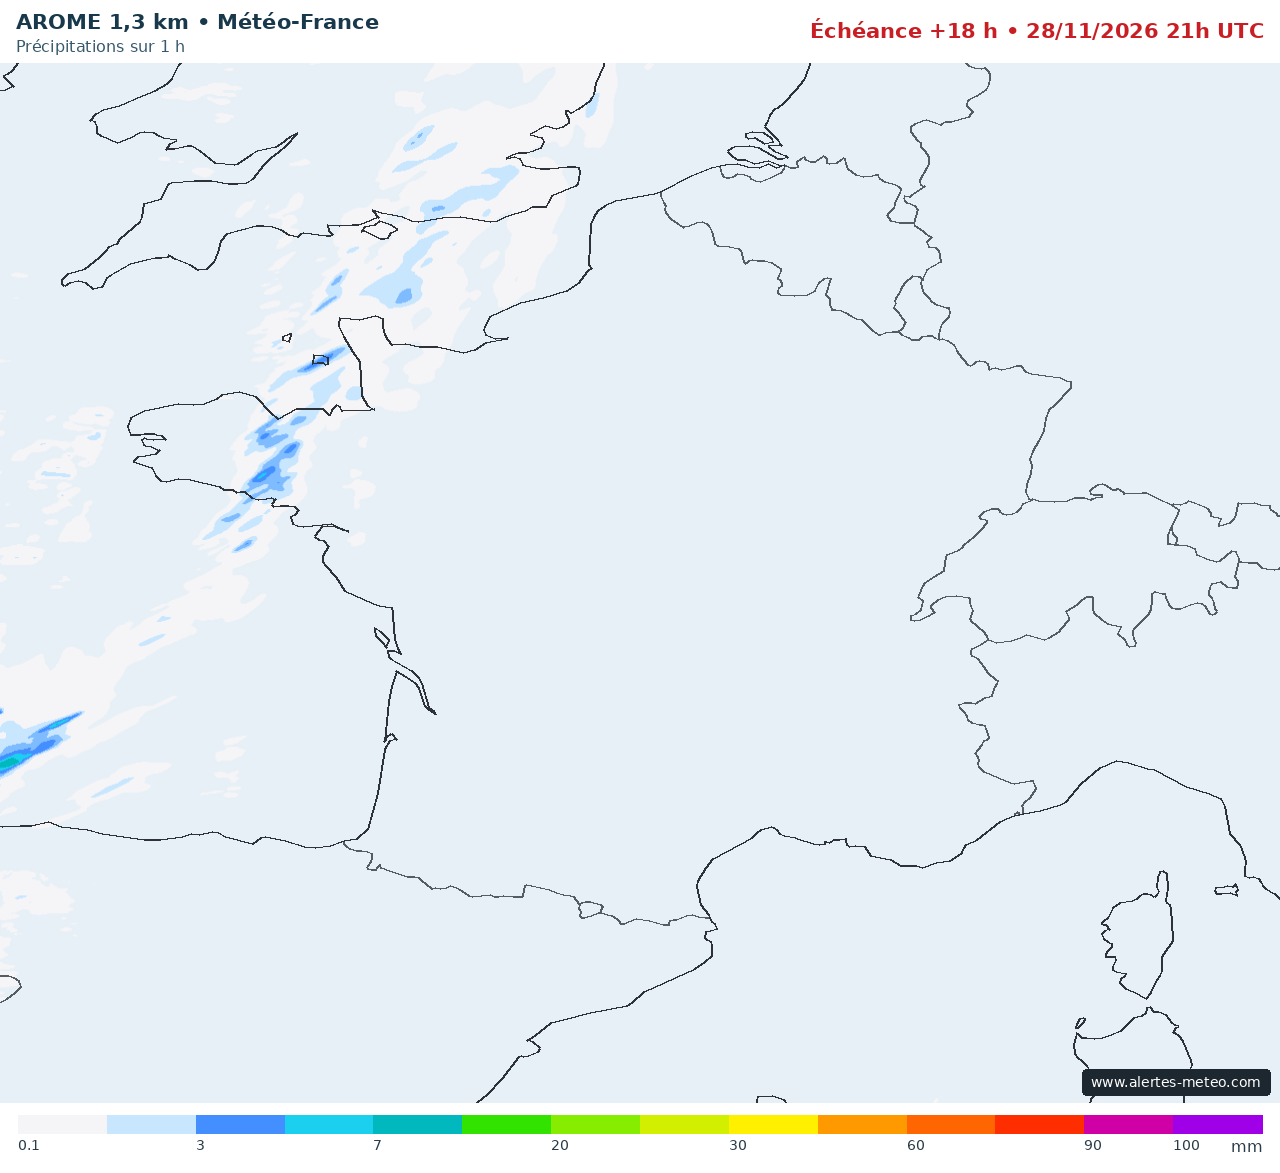 AROME 1,3 km • Météo-France
Précipitations sur 1 h
Échéance +18 h • 28/11/2026 21h UTC
www.alertes-meteo.com
0.1 3 7 20 30 60 90 100 mm